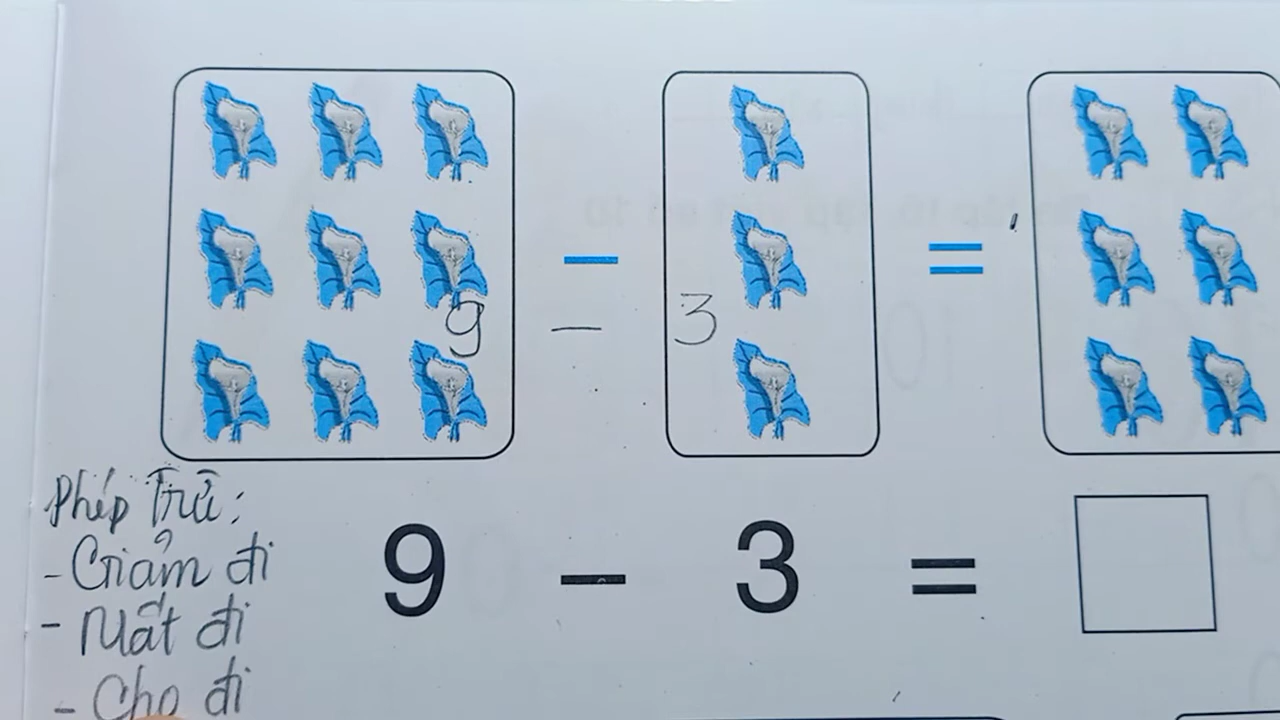 9 – 3
Phép Trừ:
- Giảm đi
- Mất đi
- Cho đi
9 – 3 =